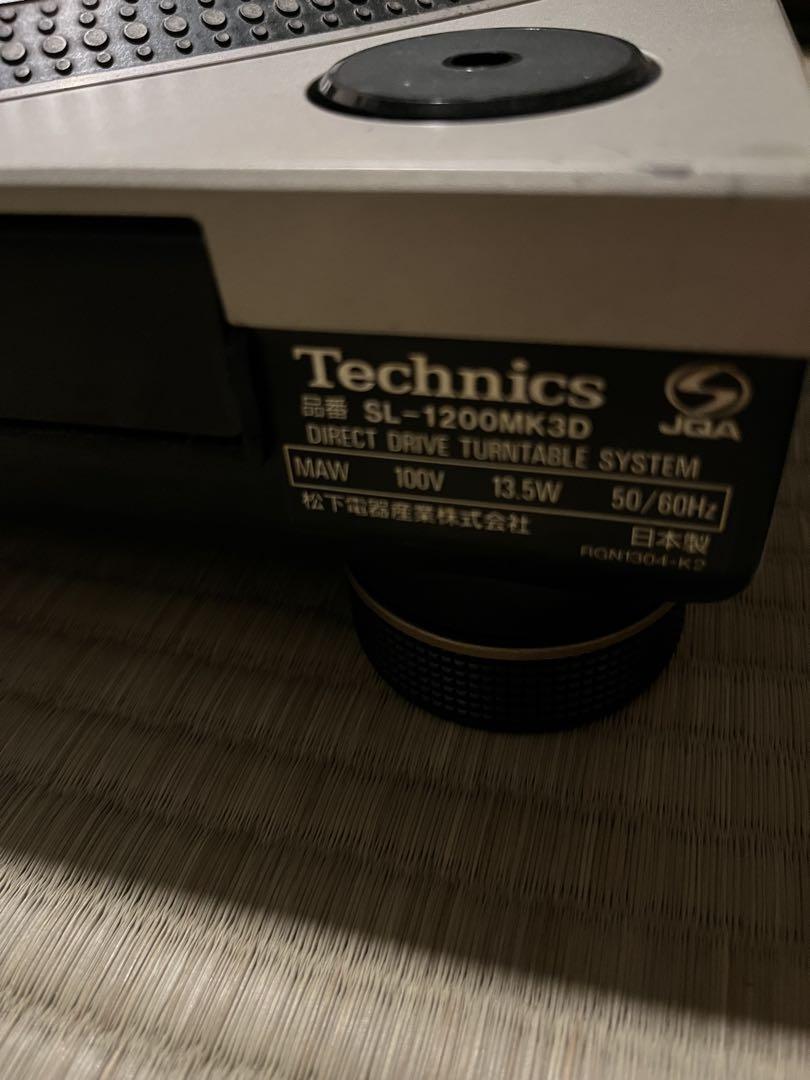 Technics
品番 SL-1200MK3D
JQA
DIRECT DRIVE TURNTABLE SYSTEM
MAW 100V 13.5W 50/60Hz
松下電器産業株式会社
日本製
RGN1304-K2